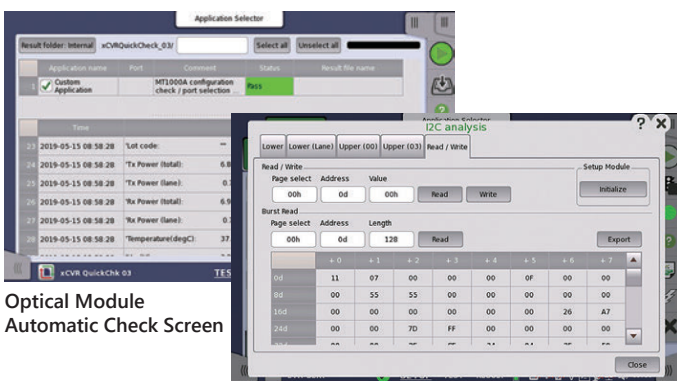 Application Selector
Result folder: Internal xCVRQuickCheck_03/ Select all Unselect all
Application name Port Comment Status Result file name
1 Custom Application MT1000A configuration check / port selection ... Pass
Time
23 2019-05-15 08:58:28 'Lot code: --
24 2019-05-15 08:58:28 'Tx Power (total): 6.8
25 2019-05-15 08:58:28 'Tx Power (lane):
26 2019-05-15 08:58:28 'Rx Power (total): 6.9
27 2019-05-15 08:58:28 'Rx Power (lane):
28 2019-05-15 08:58:28 'Temperature(degC): 37.
xCVR QuickChk 03 TES
Optical Module
Automatic Check Screen
Application Selector
I2C analysis ? X
Lower Lower (Lane) Upper (00) Upper (03) Read / Write
Read / Write
Setup Module
Page select Address Value
00h 0d 00h Read Write
Initialize
Burst Read
Page select Address Length
00h 0d 128 Read Export
+ 0 + 1 + 2 + 3 + 4 + 5 + 6 + 7
0d 11 07 00 00 00 0F 00 00
8d 00 55 55 00 00 00 00 00
16d 00 00 00 00 00 00 26 A7
24d 00 00 7D FF 00 00 00 00
Close